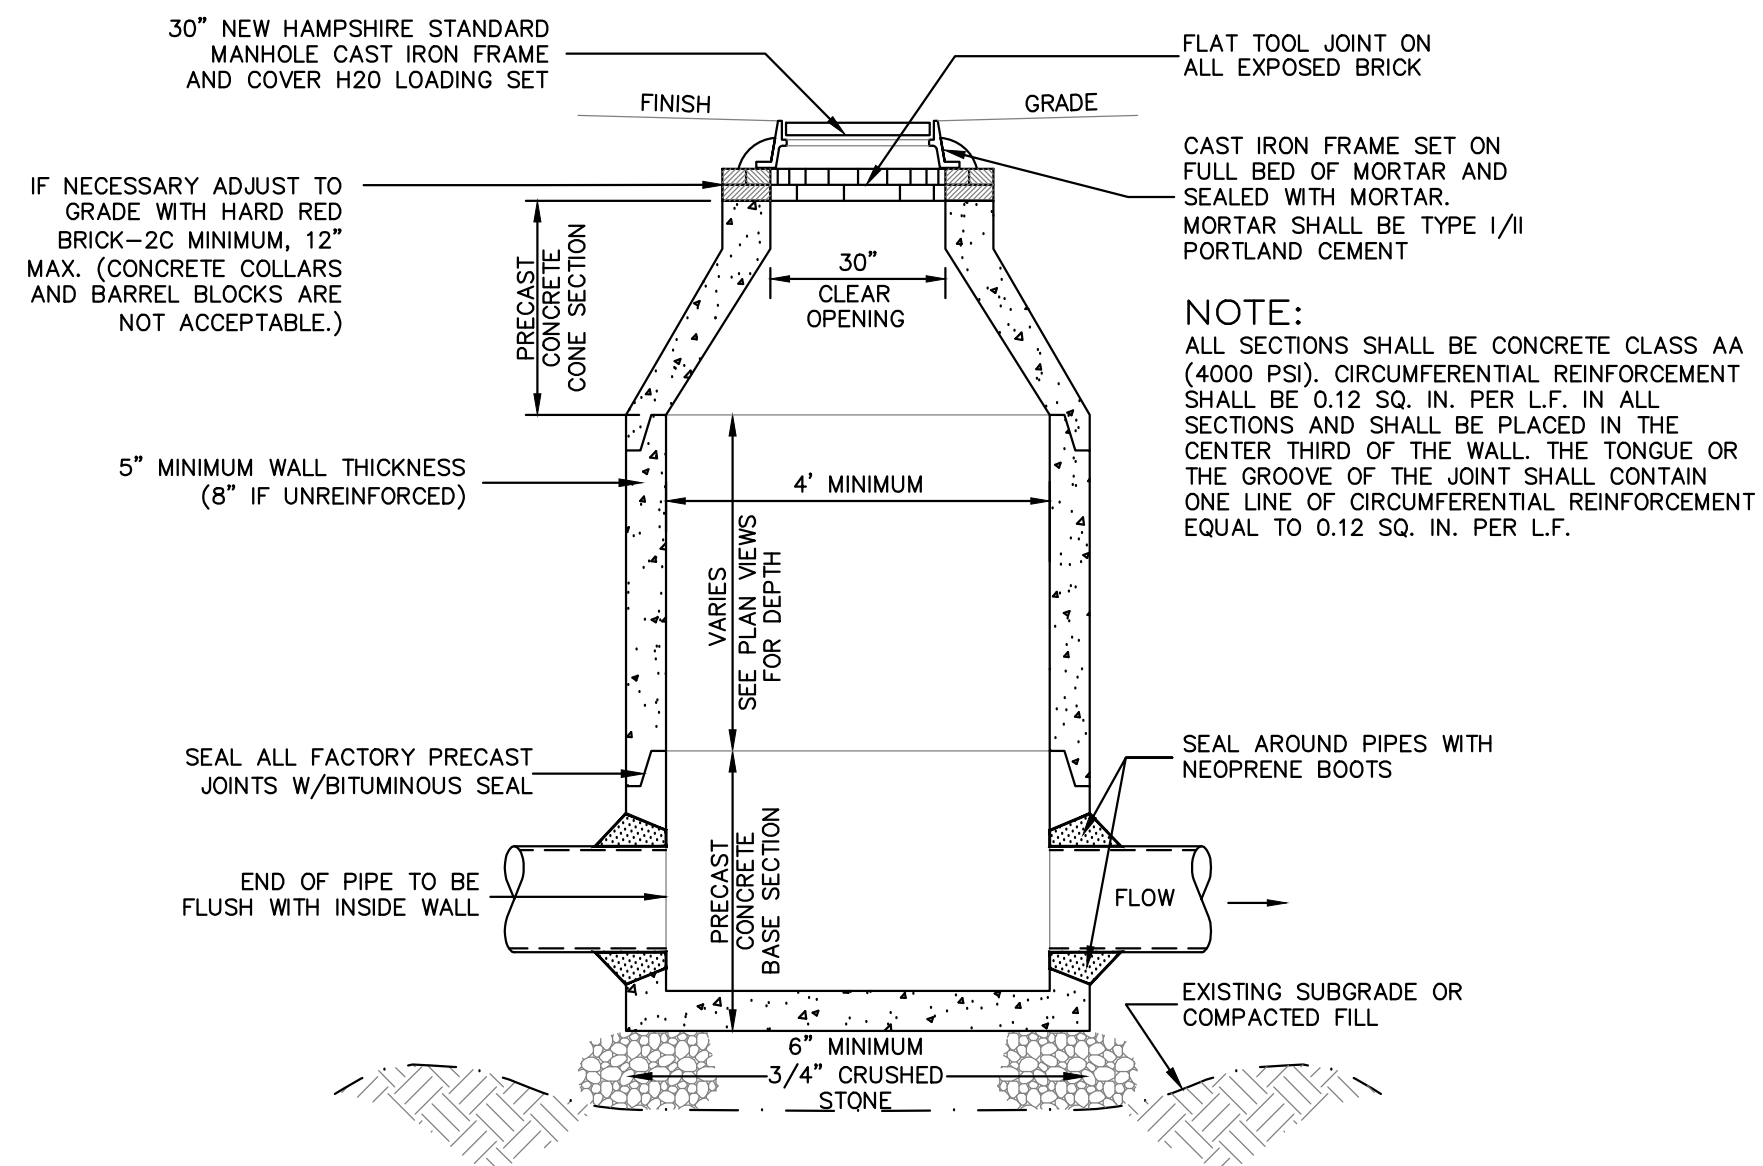 30" NEW HAMPSHIRE STANDARD
MANHOLE CAST IRON FRAME
AND COVER H20 LOADING SET
FLAT TOOL JOINT ON
ALL EXPOSED BRICK
FINISH
GRADE
CAST IRON FRAME SET ON
FULL BED OF MORTAR AND
SEALED WITH MORTAR.
MORTAR SHALL BE TYPE I/II
PORTLAND CEMENT
IF NECESSARY ADJUST TO
GRADE WITH HARD RED
BRICK-2C MINIMUM, 12"
MAX. (CONCRETE COLLARS
AND BARREL BLOCKS ARE
NOT ACCEPTABLE.)
PRECAST
CONCRETE
CONE SECTION
30"
CLEAR
OPENING
NOTE:
ALL SECTIONS SHALL BE CONCRETE CLASS AA
(4000 PSI). CIRCUMFERENTIAL REINFORCEMENT
SHALL BE 0.12 SQ. IN. PER L.F. IN ALL
SECTIONS AND SHALL BE PLACED IN THE
CENTER THIRD OF THE WALL. THE TONGUE OR
THE GROOVE OF THE JOINT SHALL CONTAIN
ONE LINE OF CIRCUMFERENTIAL REINFORCEMENT
EQUAL TO 0.12 SQ. IN. PER L.F.
5" MINIMUM WALL THICKNESS
(8" IF UNREINFORCED)
4' MINIMUM
VARIES
SEE PLAN VIEWS
FOR DEPTH
SEAL ALL FACTORY PRECAST
JOINTS W/BITUMINOUS SEAL
SEAL AROUND PIPES WITH
NEOPRENE BOOTS
PRECAST
CONCRETE
BASE SECTION
END OF PIPE TO BE
FLUSH WITH INSIDE WALL
FLOW
EXISTING SUBGRADE OR
COMPACTED FILL
6" MINIMUM
3/4" CRUSHED
STONE